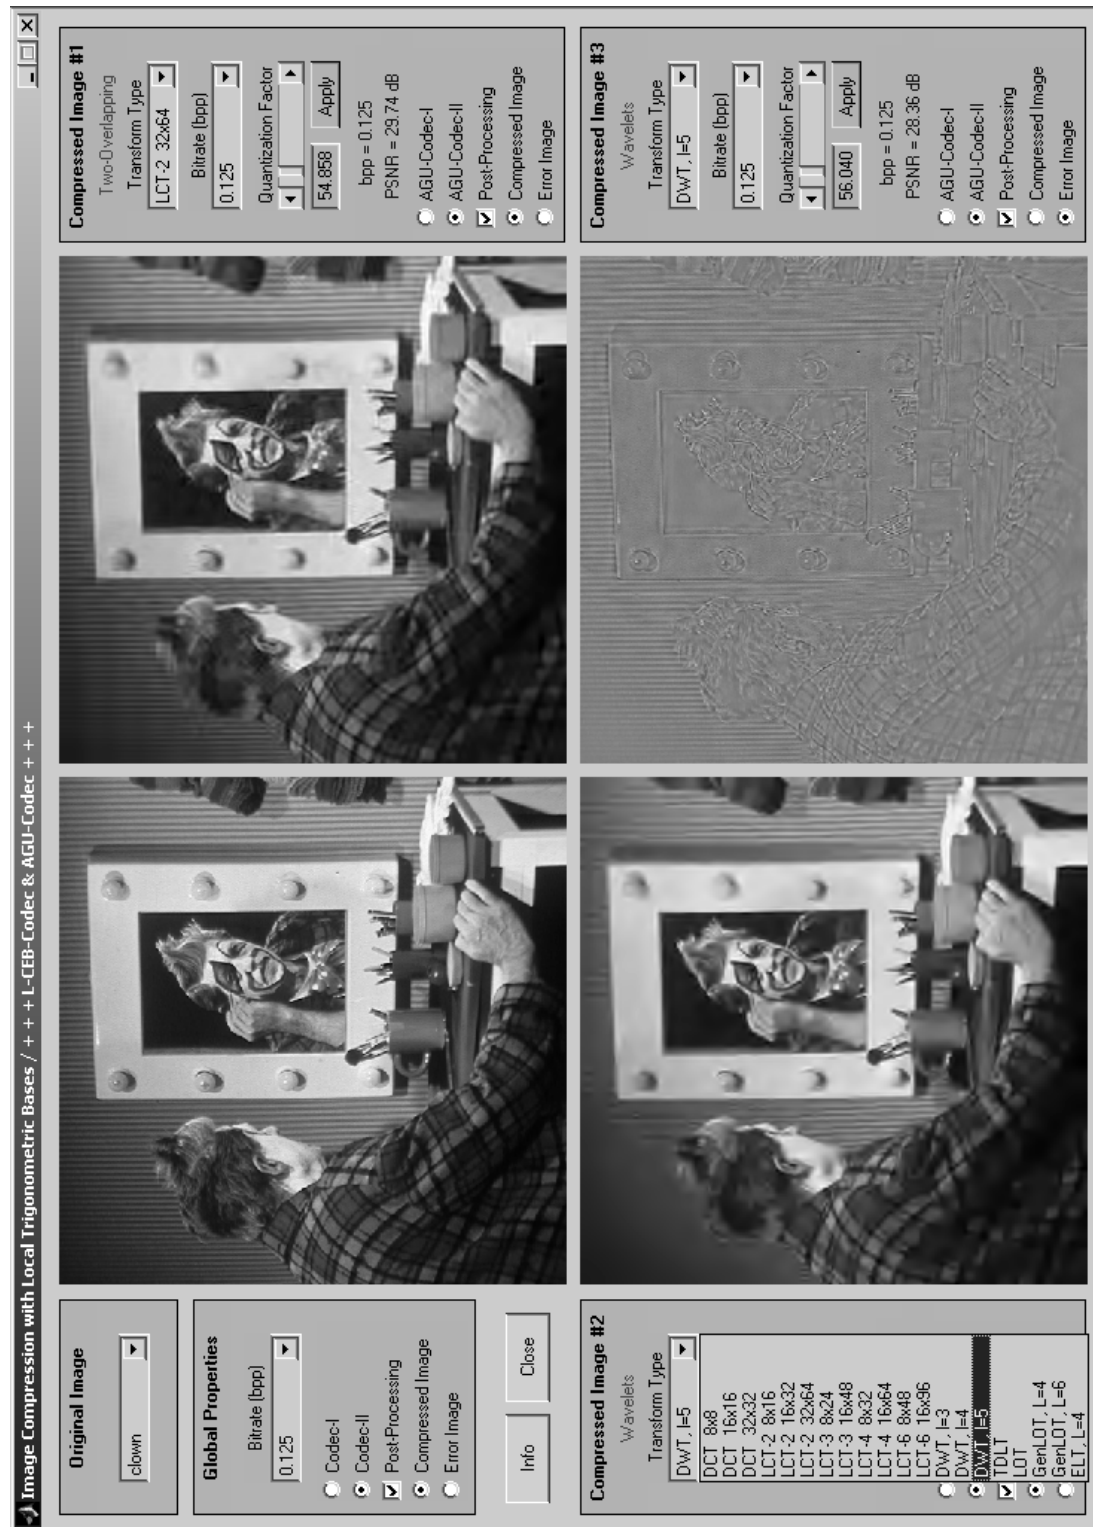 Image Compression with Local Trigonometric Bases / + + + L-CEB-Codec & AGU-Codec + + +
Original Image
clown
Global Properties
Bitrate (bpp)
0.125
Codec-I
Codec-II
Post-Processing
Compressed Image
Error Image
Info
Close
Compressed Image #1
Two-Overlapping
Transform Type
LCT-2 32x64
Bitrate (bpp)
0.125
Quantization Factor
54.858
Apply
bpp = 0.125
PSNR = 29.74 dB
AGU-Codec-I
AGU-Codec-II
Post-Processing
Compressed Image
Error Image
Compressed Image #2
Wavelets
Transform Type
DWT, l=5
DCT 8x8
DCT 16x16
DCT 32x32
LCT-2 8x16
LCT-2 16x32
LCT-2 32x64
LCT-3 8x24
LCT-3 16x48
LCT-4 8x32
LCT-4 16x64
LCT-6 8x48
LCT-6 16x96
DWT, l=3
DWT, l=4
DWT, l=5
TDLT
LOT
GenLOT, L=4
GenLOT, L=6
ELT, L=4
Compressed Image #3
Wavelets
Transform Type
DWT, l=5
Bitrate (bpp)
0.125
Quantization Factor
56.040
Apply
bpp = 0.125
PSNR = 28.36 dB
AGU-Codec-I
AGU-Codec-II
Post-Processing
Compressed Image
Error Image